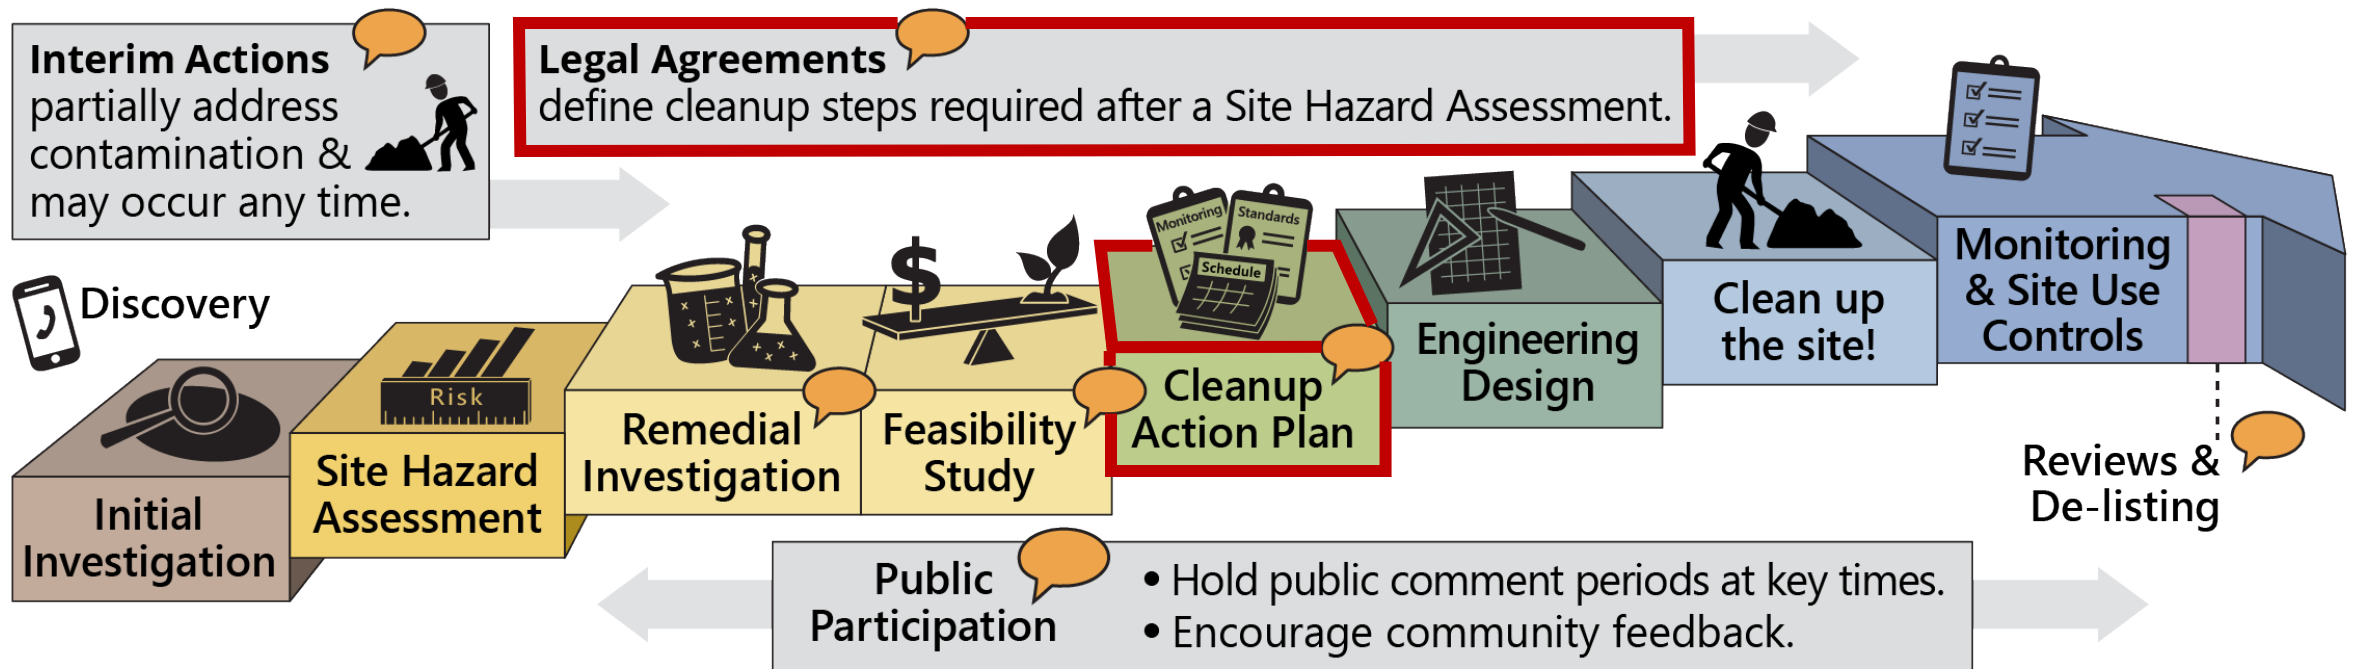 Interim Actions
partially address
contamination &
may occur any time.
Legal Agreements
define cleanup steps required after a Site Hazard Assessment.
Discovery
Initial
Investigation
Risk
Site Hazard
Assessment
Remedial
Investigation
$
Feasibility
Study
Monitoring
Standards
Schedule
Cleanup
Action Plan
Engineering
Design
Clean up
the site!
Monitoring
& Site Use
Controls
Reviews &
De-listing
Public
Participation
• Hold public comment periods at key times.
• Encourage community feedback.